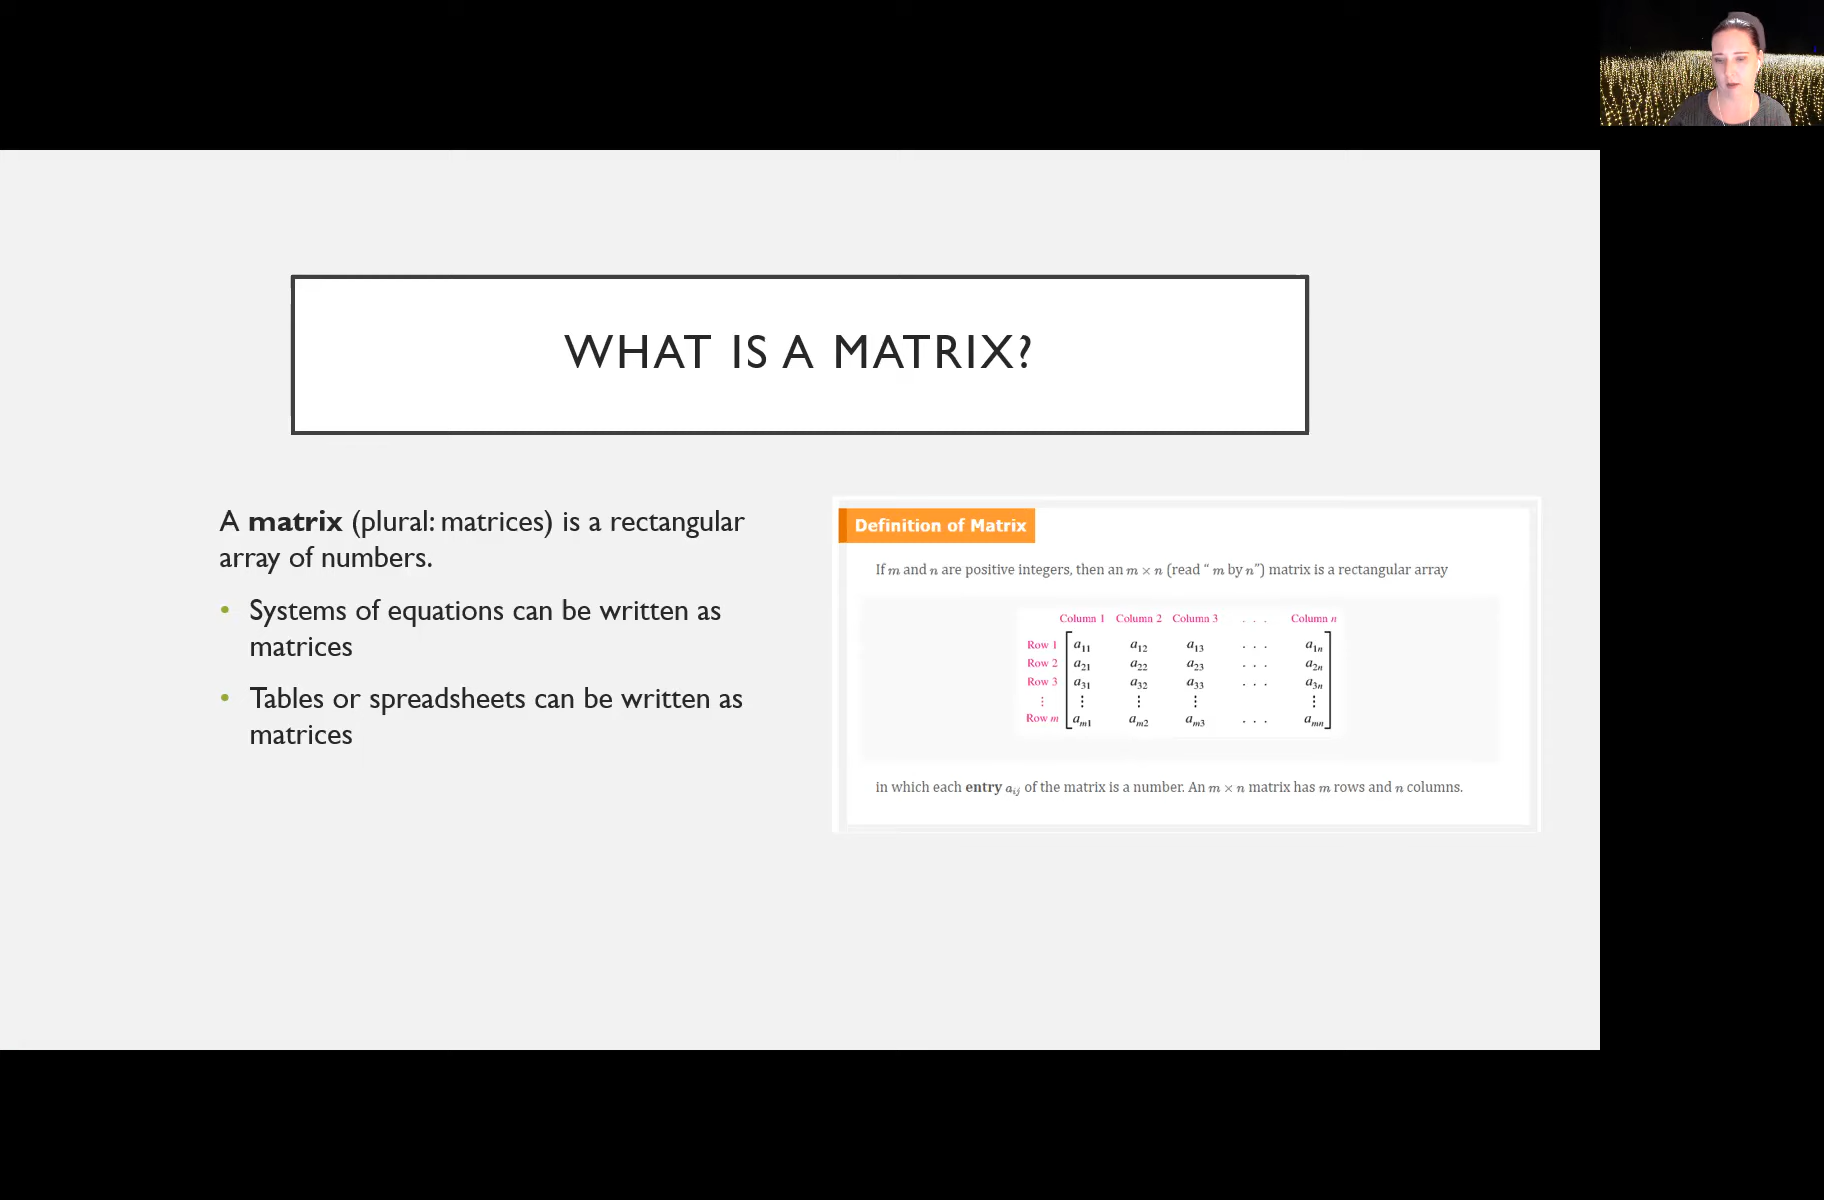 WHAT IS A MATRIX?
A matrix (plural: matrices) is a rectangular
array of numbers.
• Systems of equations can be written as
matrices
• Tables or spreadsheets can be written as
matrices
Definition of Matrix
If m and n are positive integers, then an m × n (read “ m by n”) matrix is a rectangular array
Column 1 Column 2 Column 3 . . . Column n
Row 1 a11 a12 a13 . . . a1n
Row 2 a21 a22 a23 . . . a2n
Row 3 a31 a32 a33 . . . a3n
⋮ ⋮ ⋮ ⋮ ⋮
Row m am1 am2 am3 . . . amn
in which each entry aij of the matrix is a number. An m × n matrix has m rows and n columns.